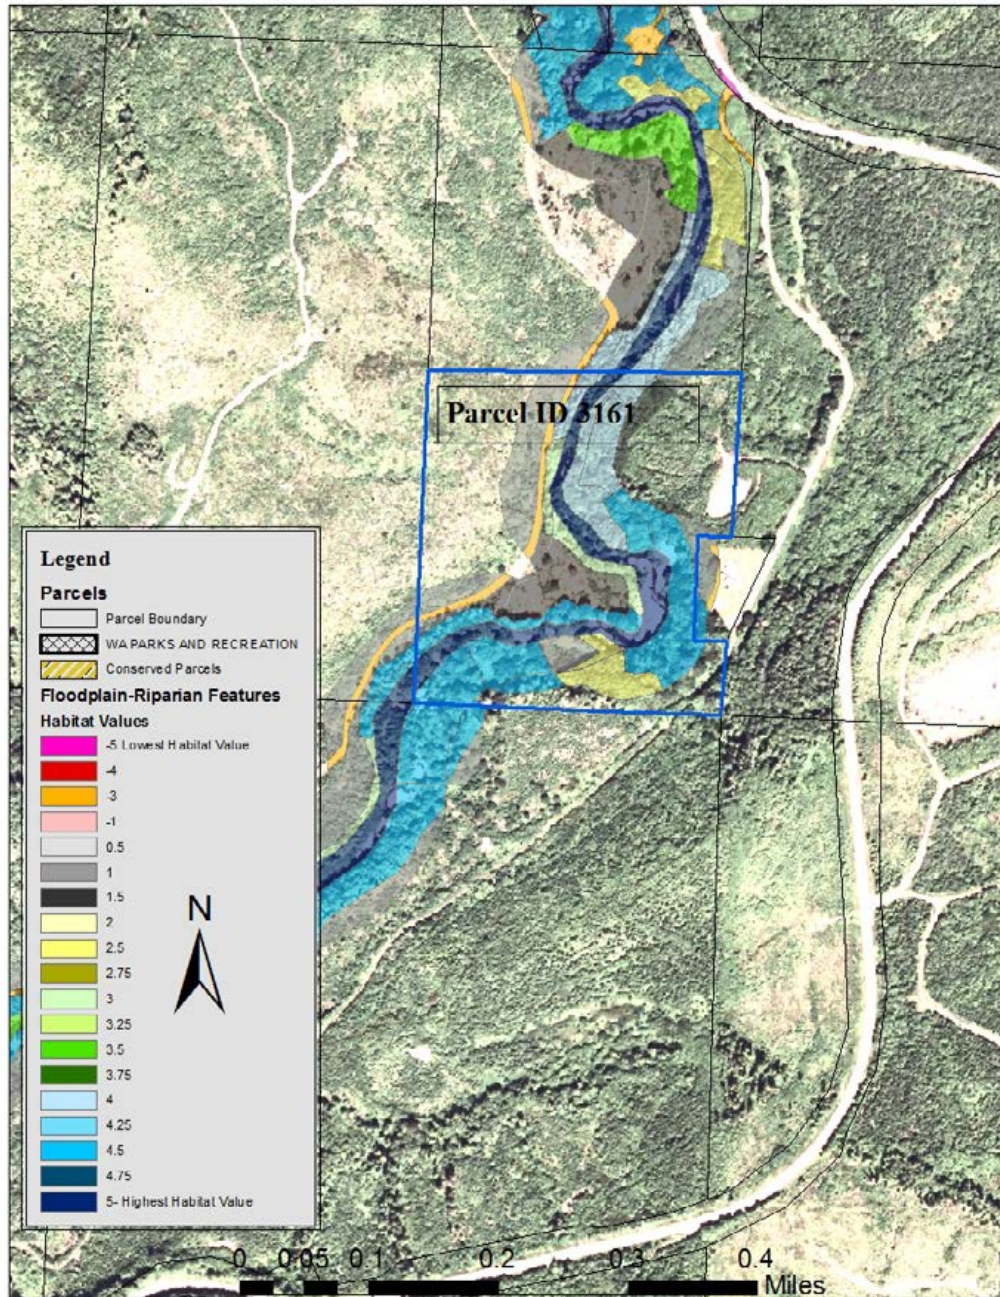 Parcel ID 3161
Legend
Parcels
Parcel Boundary
WA PARKS AND RECREATION
Conserved Parcels
Floodplain-Riparian Features
Habitat Values
-5 Lowest Habitat Value
-4
-3
-1
0.5
1
1.5
2
2.5
2.75
3
3.25
3.5
3.75
4
4.25
4.5
4.75
5- Highest Habitat Value
N
0 0.05 0.1 0.2 0.3 0.4
Miles